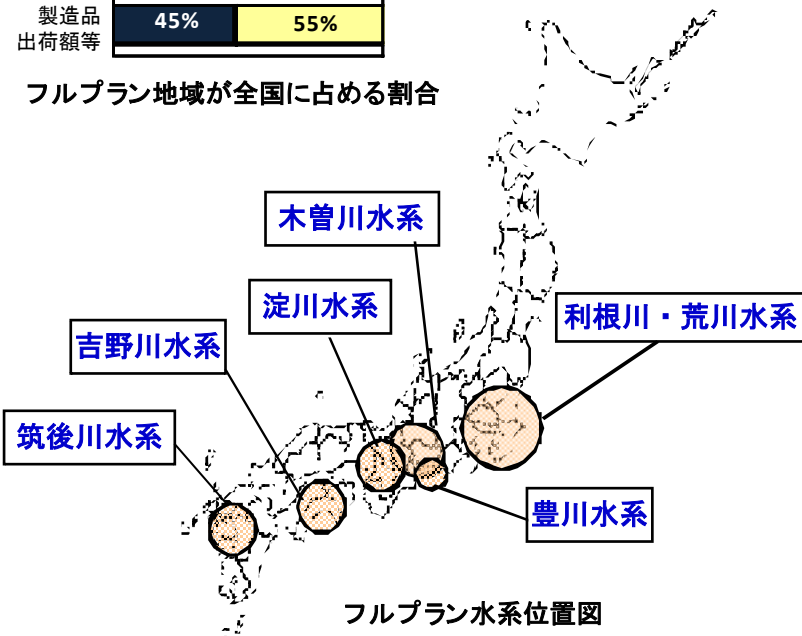 製造品
出荷額等
45%
55%
フルプラン地域が全国に占める割合
木曽川水系
淀川水系
利根川・荒川水系
吉野川水系
筑後川水系
豊川水系
フルプラン水系位置図